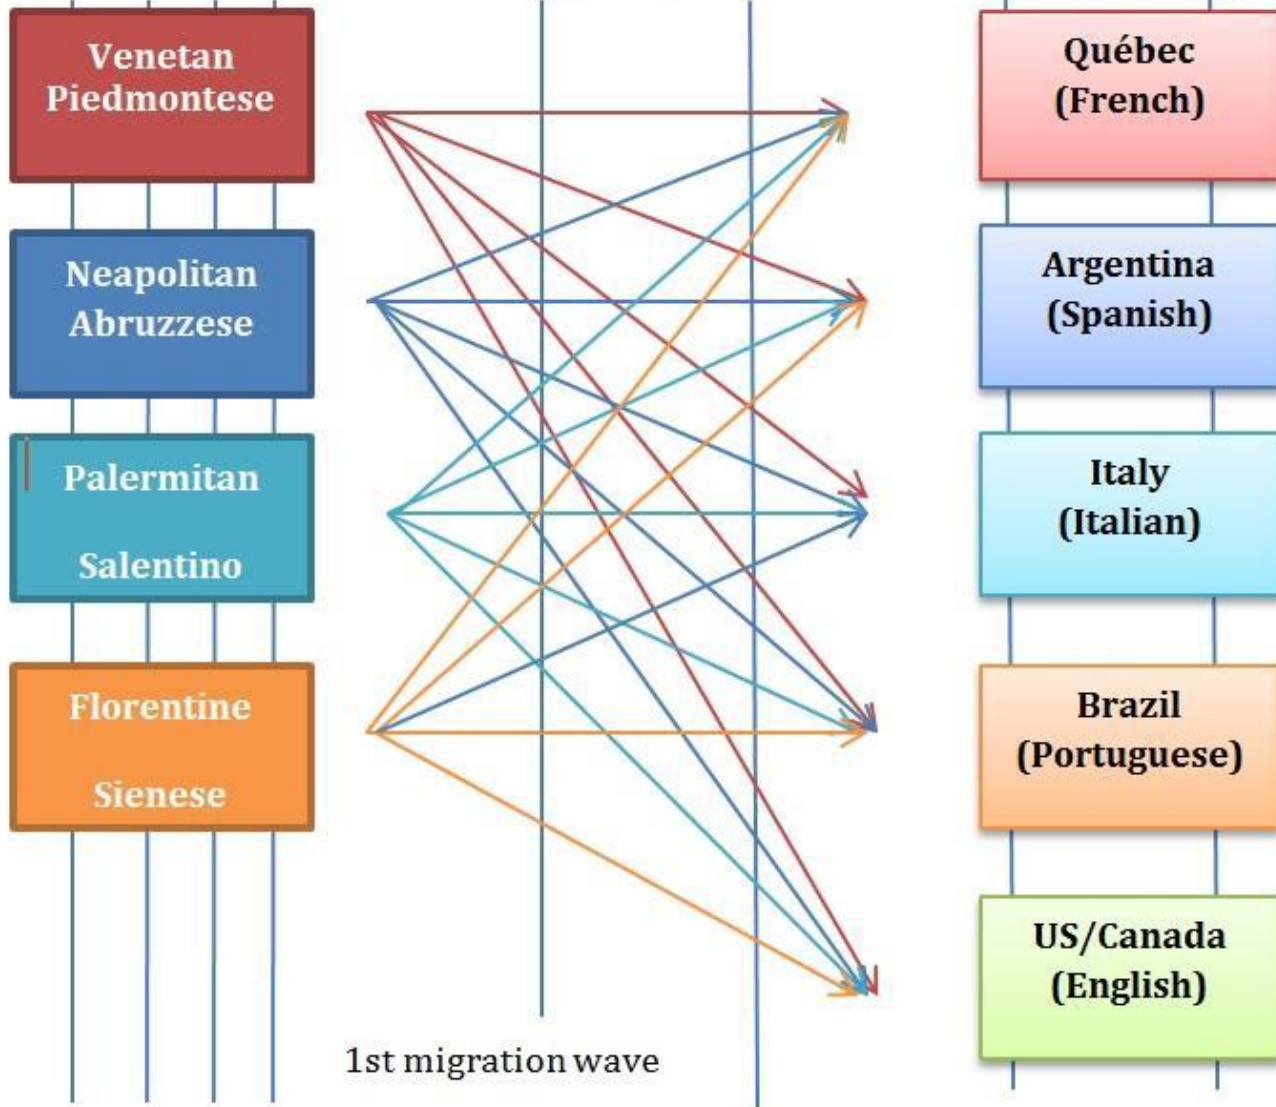 Venetan
Piedmontese
Neapolitan
Abruzzese
Palermitan
Salentino
Florentine
Sienese
1st migration wave
Québec
(French)
Argentina
(Spanish)
Italy
(Italian)
Brazil
(Portuguese)
US/Canada
(English)